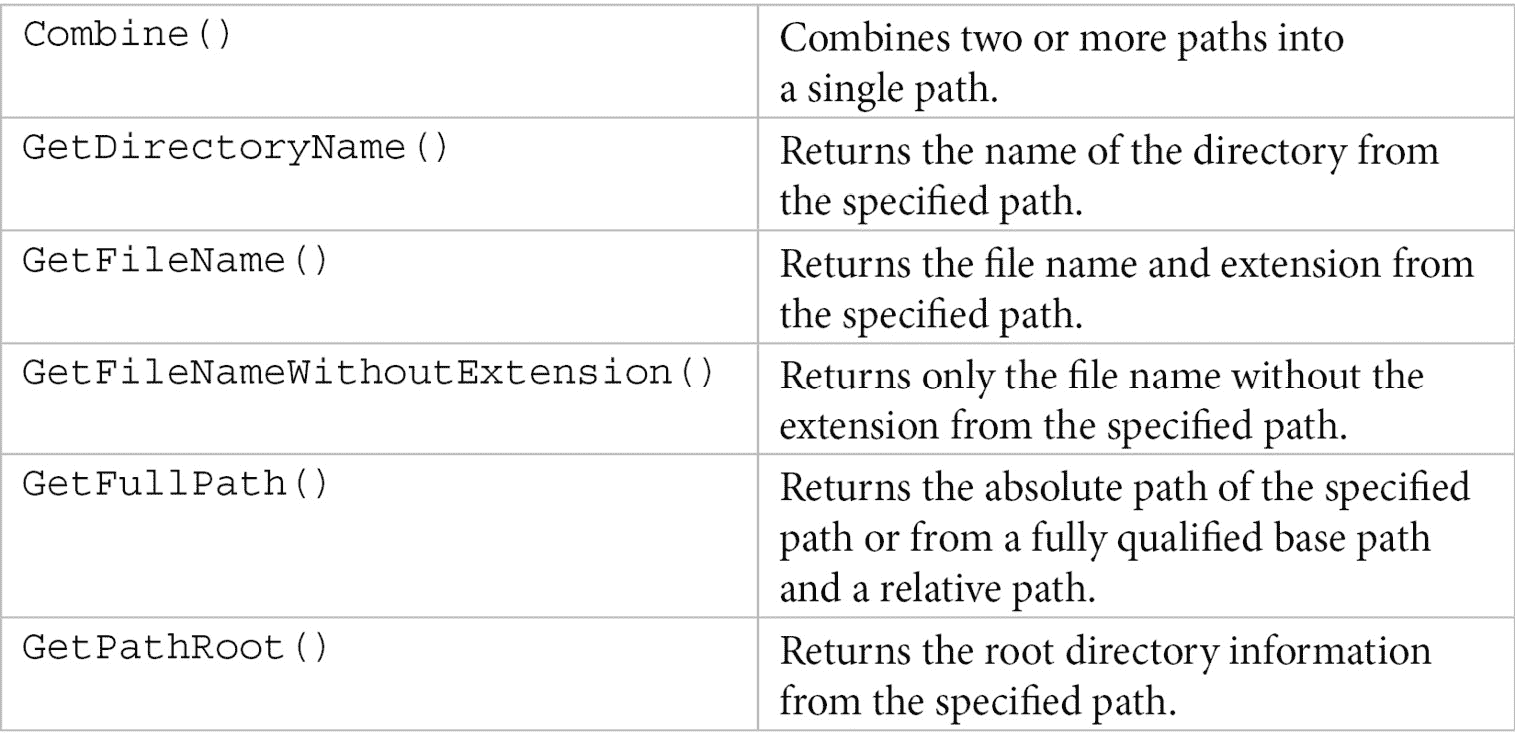 Combine()
Combines two or more paths into
a single path.
GetDirectoryName()
Returns the name of the directory from
the specified path.
GetFileName()
Returns the file name and extension from
the specified path.
GetFileNameWithoutExtension()
Returns only the file name without the
extension from the specified path.
GetFullPath()
Returns the absolute path of the specified
path or from a fully qualified base path
and a relative path.
GetPathRoot()
Returns the root directory information
from the specified path.